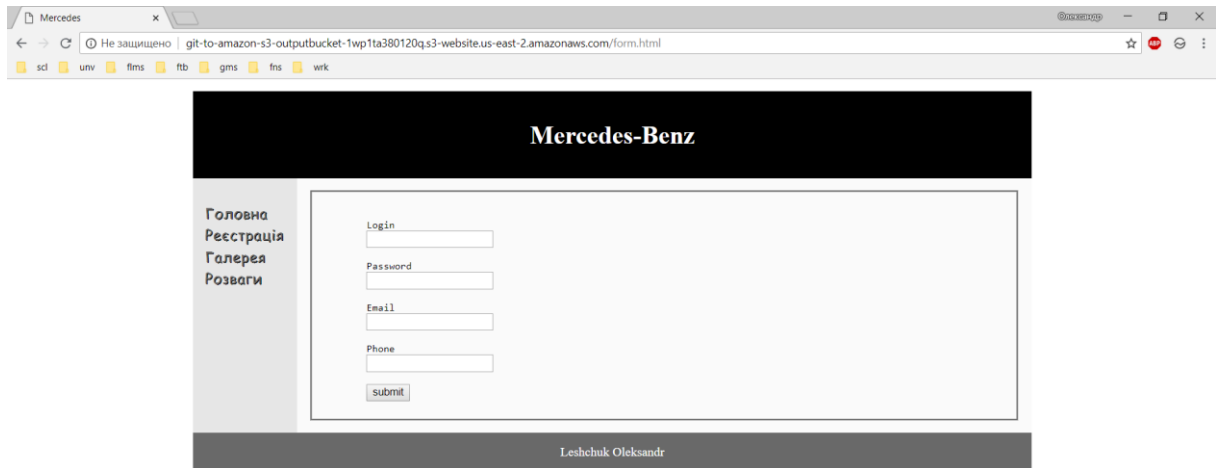 Mercedes
Олександр
Не защищено | git-to-amazon-s3-outputbucket-1wp1ta380120q.s3-website.us-east-2.amazonaws.com/form.html
ABP
scl unv flms ftb gms fns wrk
Mercedes-Benz
Головна
Реєстрація
Галерея
Розваги
Login
Password
Email
Phone
submit
Leshchuk Oleksandr